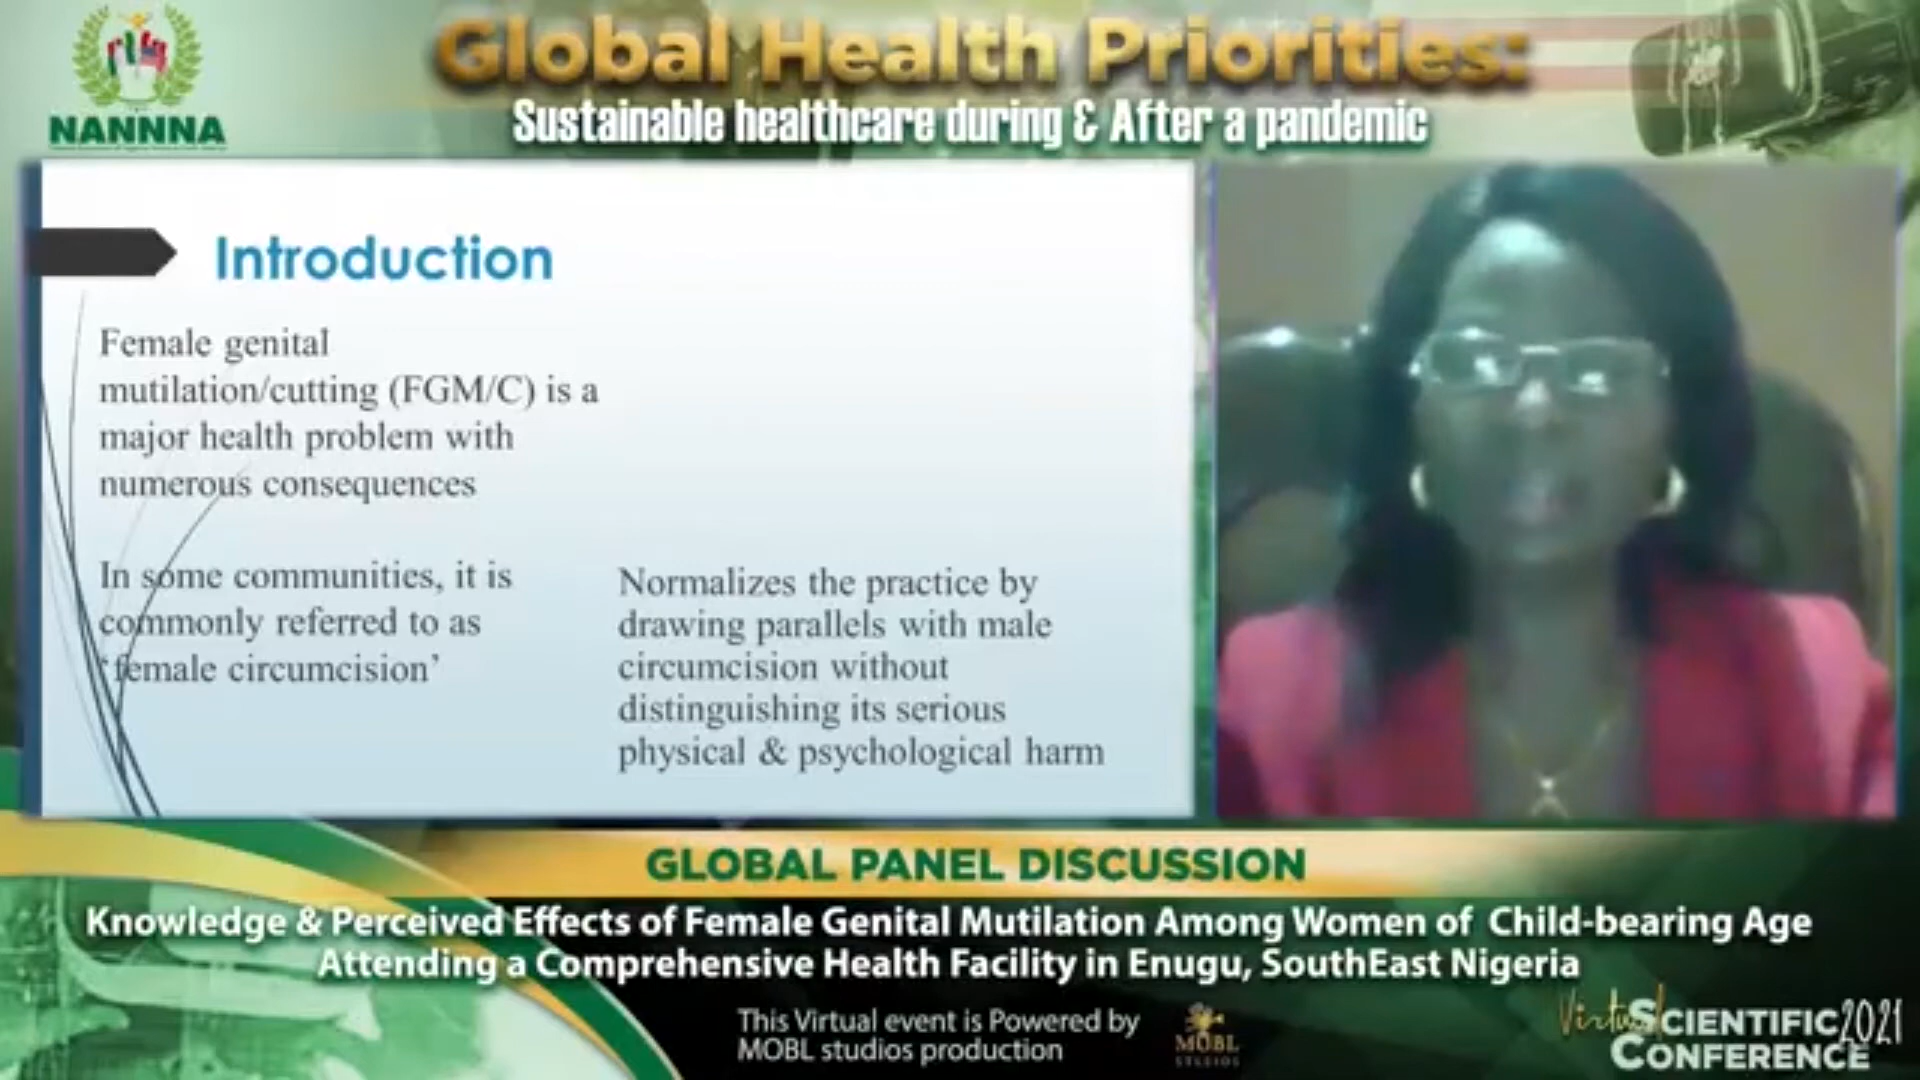 NANNNA
Global Health Priorities:
Sustainable healthcare during & After a pandemic
Introduction
Female genital
mutilation/cutting (FGM/C) is a
major health problem with
numerous consequences
In some communities, it is
commonly referred to as
‘female circumcision’
Normalizes the practice by
drawing parallels with male
circumcision without
distinguishing its serious
physical & psychological harm
GLOBAL PANEL DISCUSSION
Knowledge & Perceived Effects of Female Genital Mutilation Among Women of Child-bearing Age
Attending a Comprehensive Health Facility in Enugu, SouthEast Nigeria
This Virtual event is Powered by
MOBL studios production
MOBL
STUDIOS
Virtual SCIENTIFIC 2021
CONFERENCE